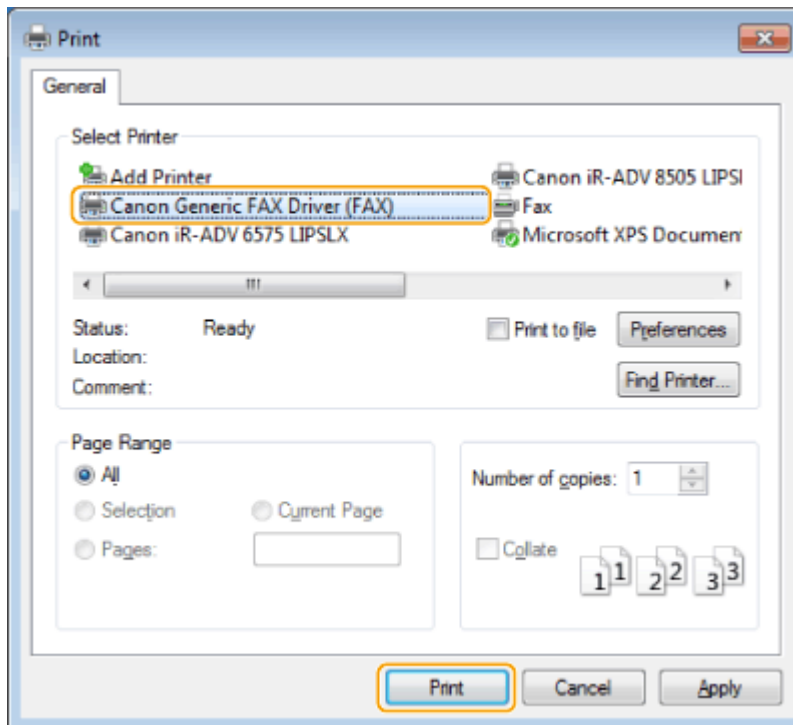 Print
General
Select Printer
Add Printer
Canon Generic FAX Driver (FAX)
Canon iR-ADV 6575 LIPSLX
Canon iR-ADV 8505 LIPSI
Fax
Microsoft XPS Documen
Status: Ready
Location:
Comment:
Print to file
Preferences
Find Printer...
Page Range
All
Selection Current Page
Pages:
Number of copies: 1
Collate
1 1 2 2 3 3
Print Cancel Apply